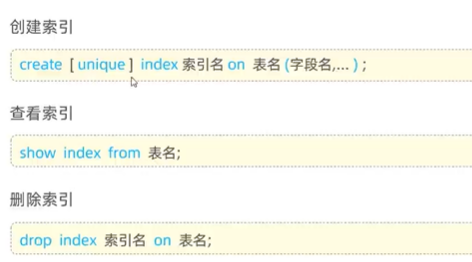 创建索引
create [ unique ] index 索引名 on 表名 (字段名,... ) ;
查看索引
show index from 表名;
删除索引
drop index 索引名 on 表名;